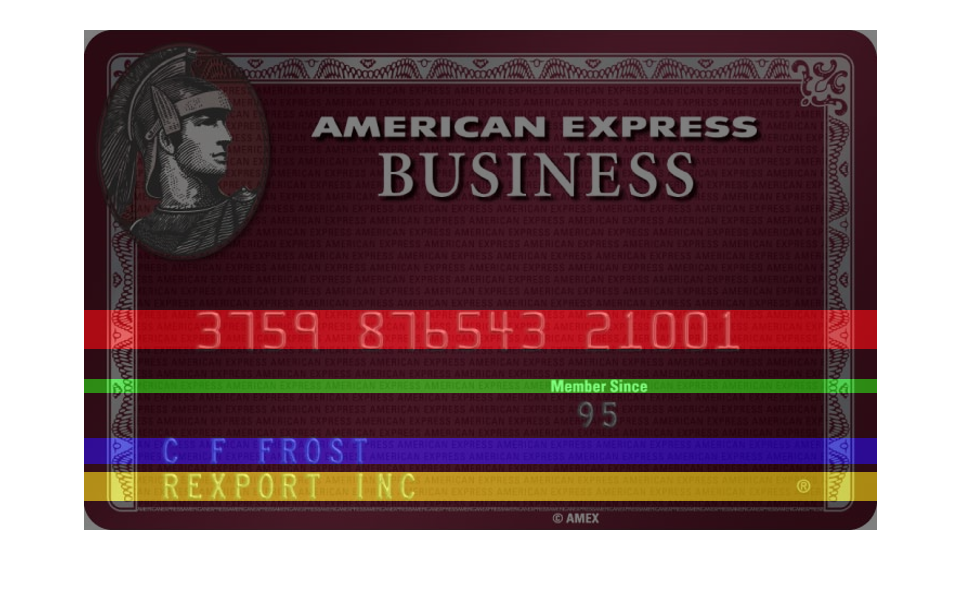 AMERICAN EXPRESS
BUSINESS
3759 876543 21001
Member Since
95
C F FROST
REXPORT INC
®
© AMEX